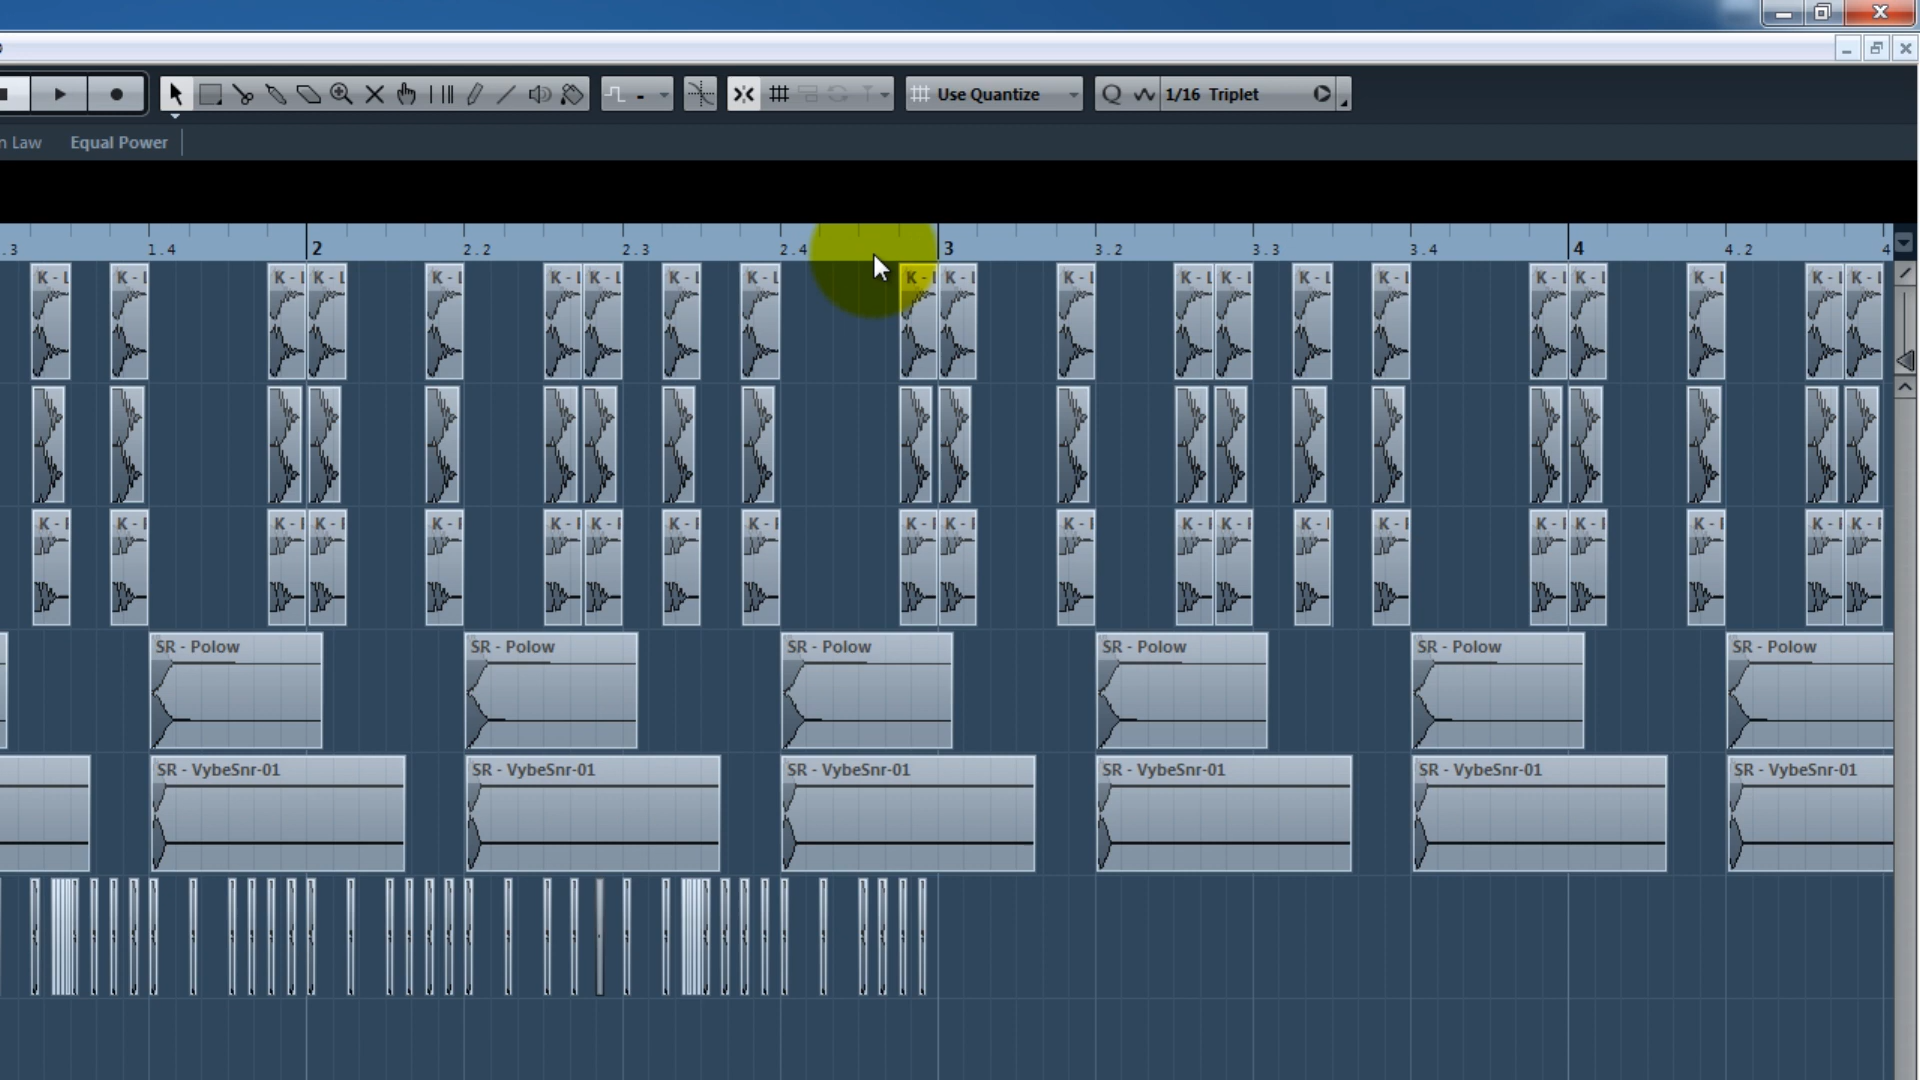 Use Quantize
Q 1/16 Triplet
n Law Equal Power
.3 1.4 2 2.2 2.3 2.4 3 3.2 3.3 3.4 4 4.2 4
K - L K - L K - L K - L K - L K - L K - L K - L K - L K - L K - L K - L K - L K - L K - L K - L K - L K - L K - L K - L K - L
K - F K - F K - F K - F K - F K - F K - F K - F K - F K - F K - F K - F K - F K - F K - F K - F K - F K - F K - F K - F K - F
SR - Polow SR - Polow SR - Polow SR - Polow SR - Polow SR - Polow
SR - VybeSnr-01 SR - VybeSnr-01 SR - VybeSnr-01 SR - VybeSnr-01 SR - VybeSnr-01 SR - VybeSnr-01